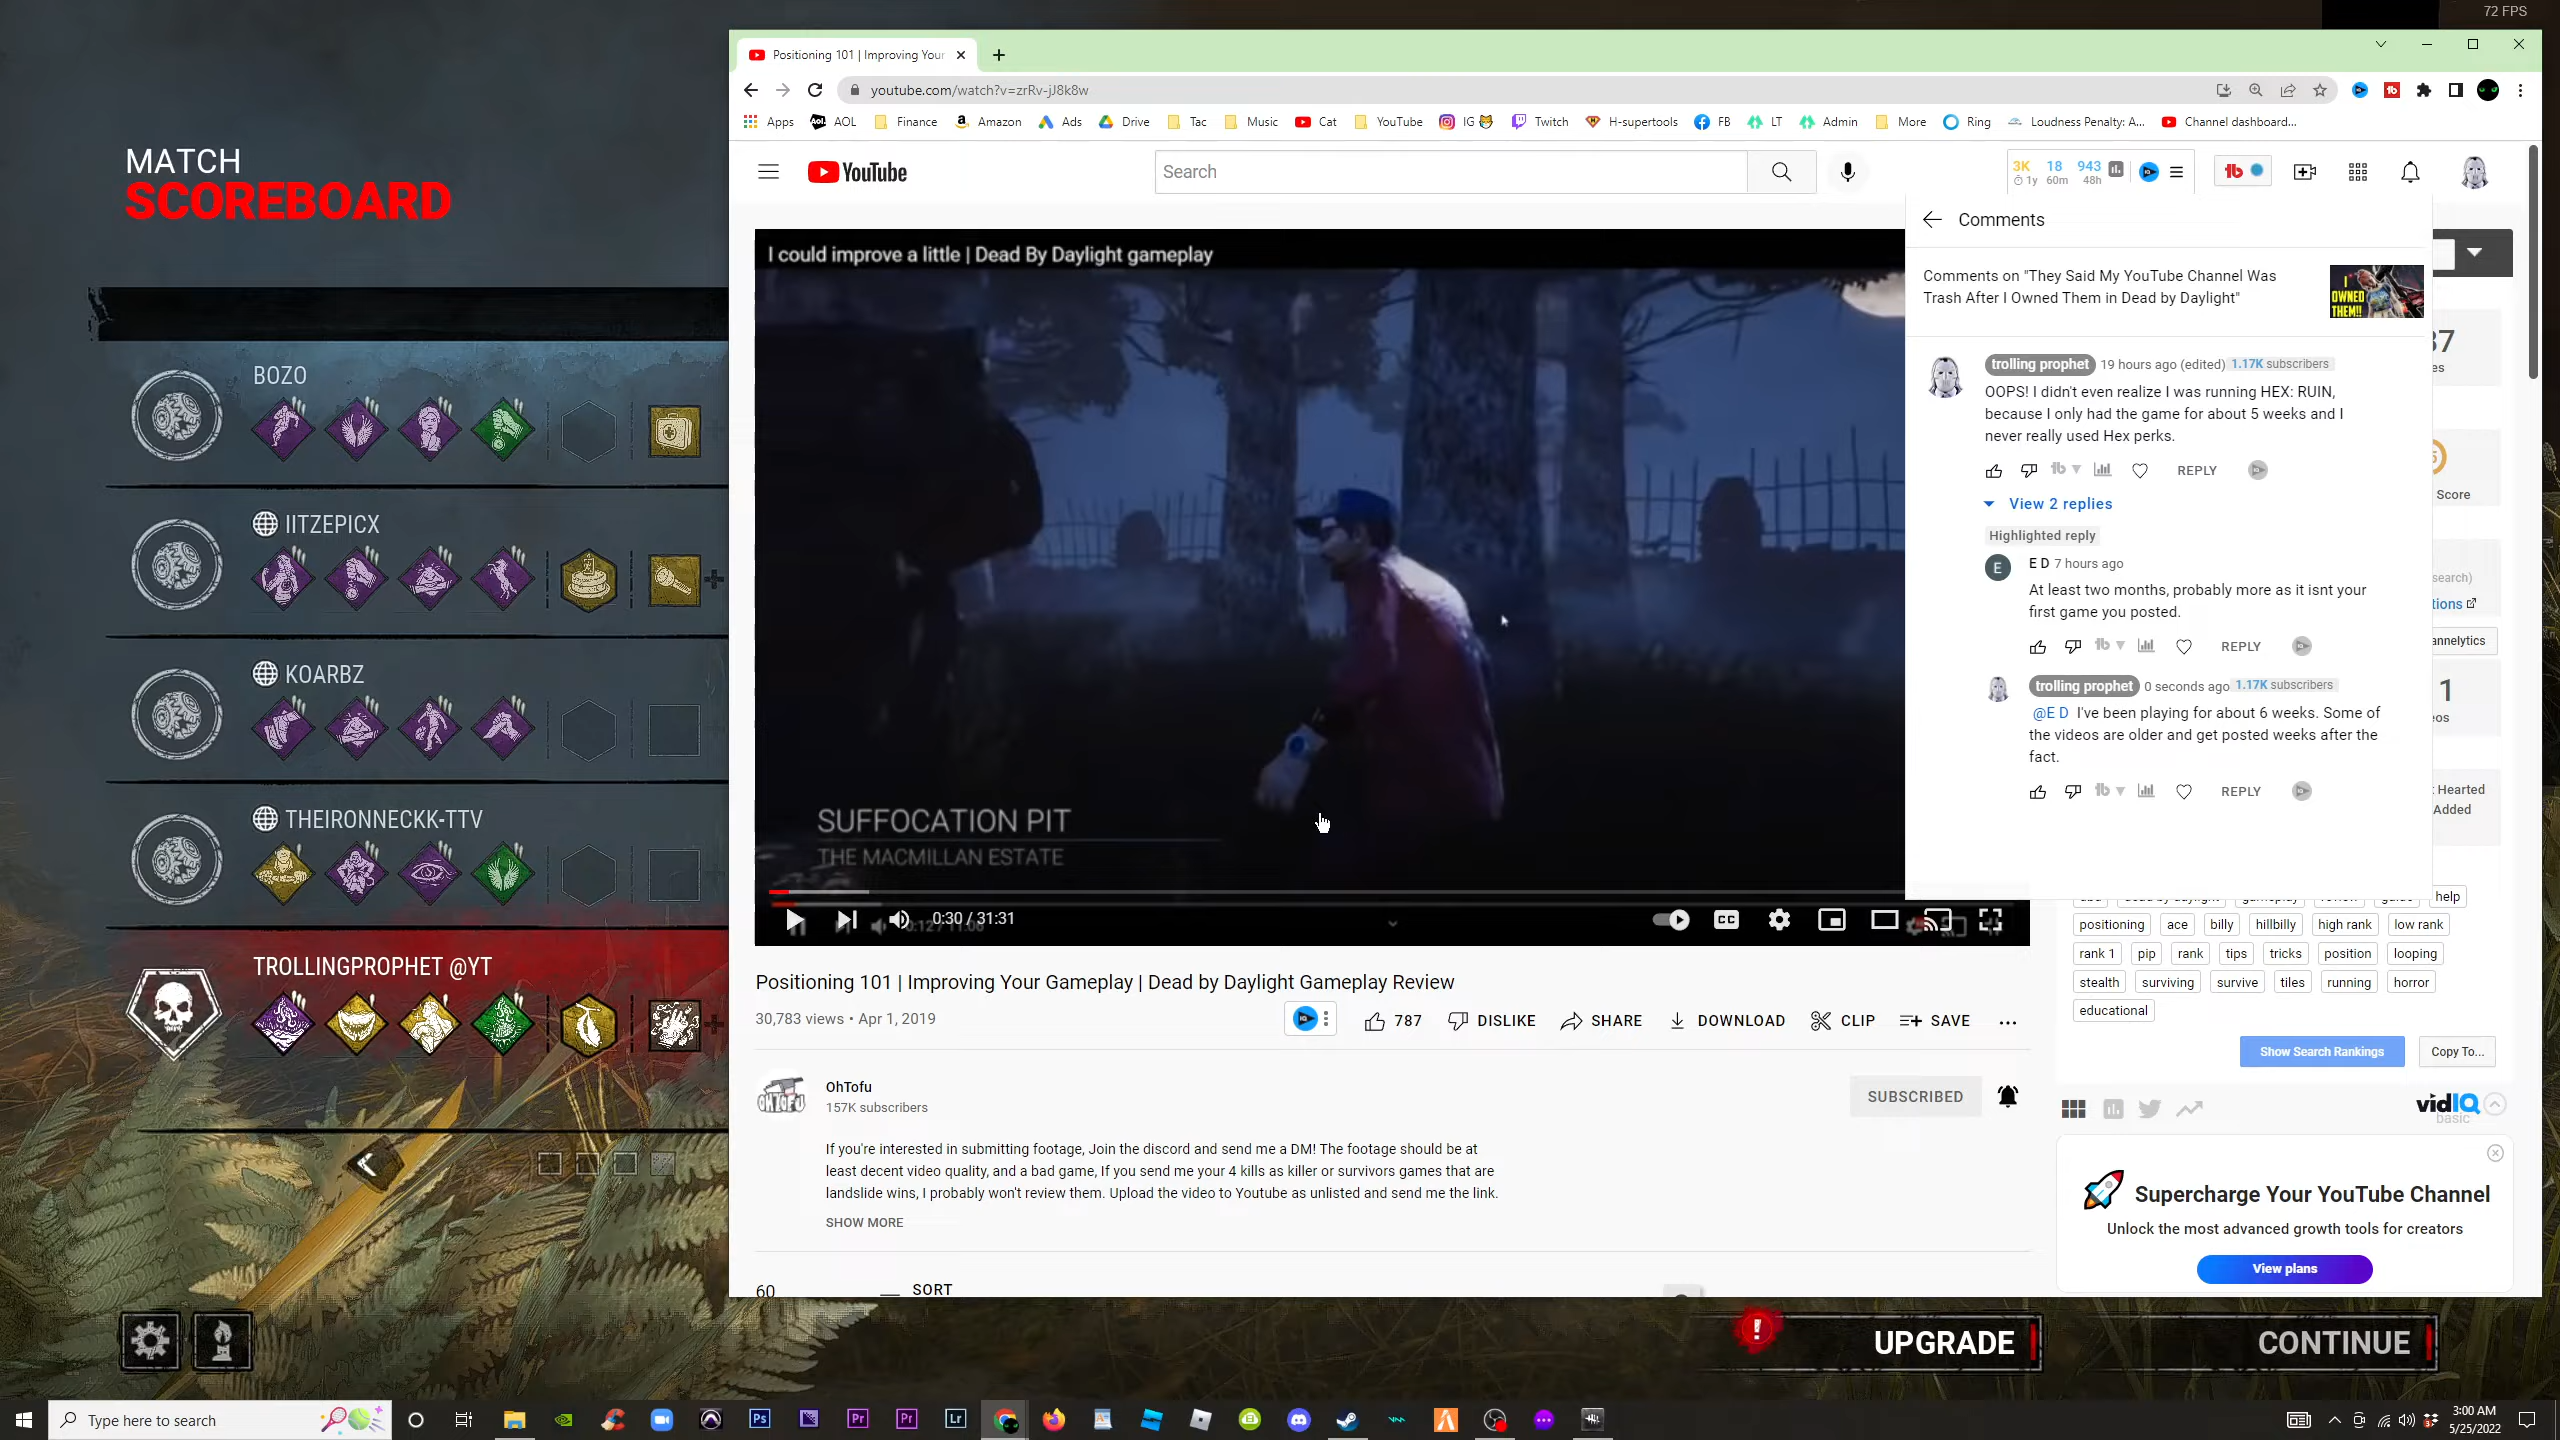 72 FPS
Positioning 101 | Improving Your
youtube.com/watch?v=zrRv-jJ8k8w
Apps AOL Finance Amazon Ads Drive Tac Music Cat YouTube IG Twitch H-supertools FB LT Admin More Ring Loudness Penalty: A... Channel dashboard...
MATCH
SCOREBOARD
YouTube
Search
3K 18 943
1y 60m 48h
Comments
I could improve a little | Dead By Daylight gameplay
Comments on "They Said My YouTube Channel Was
Trash After I Owned Them in Dead by Daylight"
I
OWNED
THEM!!
trolling prophet 19 hours ago (edited) 1.17K subscribers
OOPS! I didn't even realize I was running HEX: RUIN,
because I only had the game for about 5 weeks and I
never really used Hex perks.
REPLY
View 2 replies
Highlighted reply
E
E D 7 hours ago
At least two months, probably more as it isnt your
first game you posted.
REPLY
trolling prophet 0 seconds ago 1.17K subscribers
@E D I've been playing for about 6 weeks. Some of
the videos are older and get posted weeks after the
fact.
REPLY
Score
search)
tions
annelytics
1
eos
Hearted
Added
BOZO
IITZEPICX
KOARBZ
THEIRONNECKK-TTV
TROLLINGPROPHET @YT
SUFFOCATION PIT
THE MACMILLAN ESTATE
0:30 / 31:31
CC
help
positioning ace billy hillbilly high rank low rank
rank 1 pip rank tips tricks position looping
stealth surviving survive tiles running horror
educational
Show Search Rankings Copy To...
Positioning 101 | Improving Your Gameplay | Dead by Daylight Gameplay Review
30,783 views • Apr 1, 2019
787 DISLIKE SHARE DOWNLOAD CLIP SAVE
OhTofu
157K subscribers
SUBSCRIBED
If you're interested in submitting footage, Join the discord and send me a DM! The footage should be at
least decent video quality, and a bad game, If you send me your 4 kills as killer or survivors games that are
landslide wins, I probably won't review them. Upload the video to Youtube as unlisted and send me the link.
SHOW MORE
60 SORT
vidIQ
basic
Supercharge Your YouTube Channel
Unlock the most advanced growth tools for creators
View plans
UPGRADE
CONTINUE
Type here to search
3:00 AM
5/25/2022